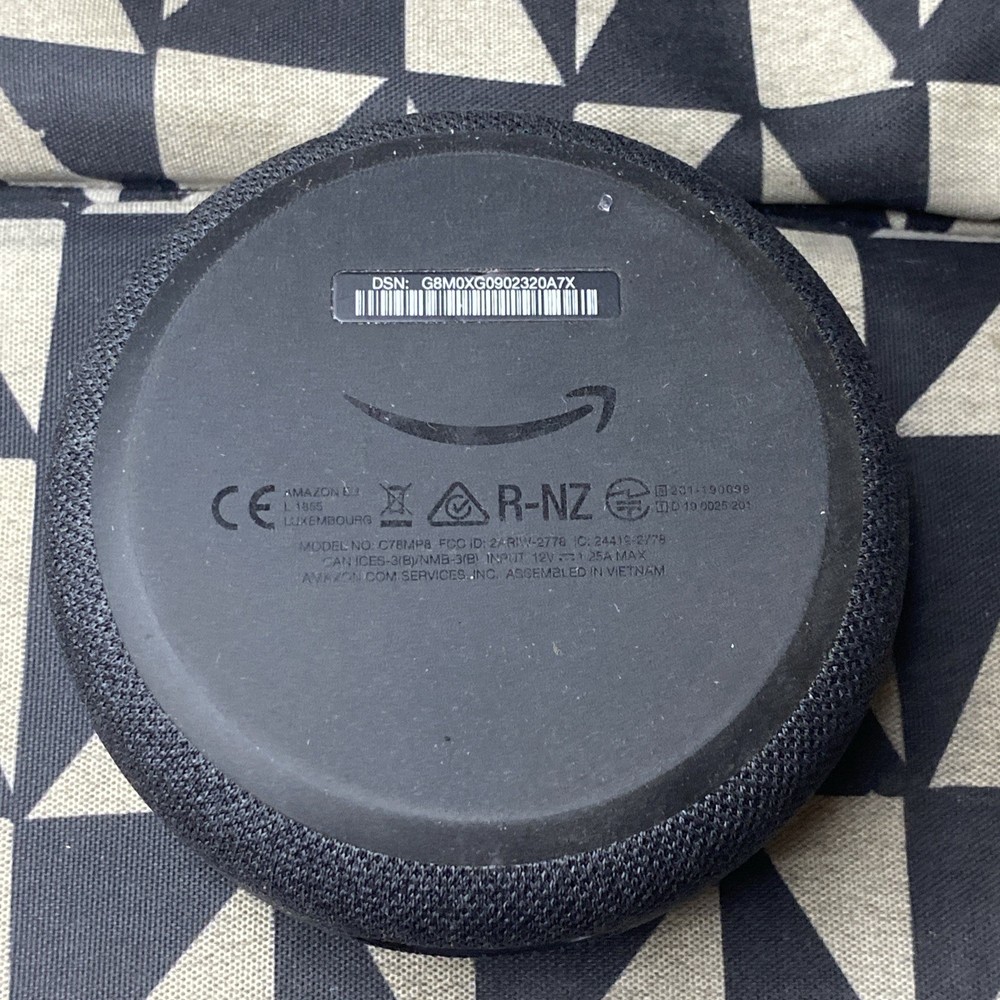 DSN: G8M0XG0902320A7X
CE AMAZON EU
L-1855
LUXEMBOURG
R-NZ
R 201-190699
T D 19 0025 201
MODEL NO: C78MP8 FCC ID: 2ARIW-2778 IC: 24419-2778
CAN ICES-3(B)/NMB-3(B) INPUT: 12V ⎓ 1.25A MAX
AMAZON.COM SERVICES, INC. ASSEMBLED IN VIETNAM